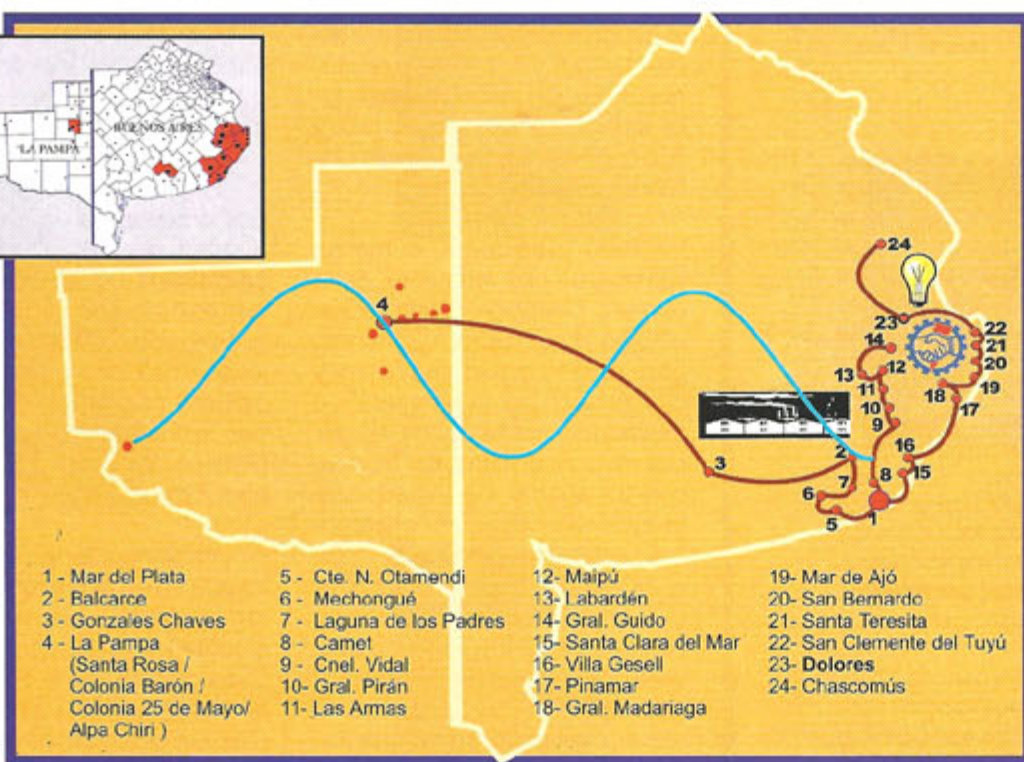 BUENOS AIRES
LA PAMPA
24
4
23
22
14
21
12
20
13
11
18
19
10
17
9
3
2
16
8
15
7
6
5
1
1 - Mar del Plata
2 - Balcarce
3 - Gonzales Chaves
4 - La Pampa
(Santa Rosa /
Colonia Barón /
Colonia 25 de Mayo/
Alpa Chiri )
5 - Cte. N. Otamendi
6 - Mechongué
7 - Laguna de los Padres
8 - Camet
9 - Cnel. Vidal
10- Gral. Pirán
11- Las Armas
12- Maipú
13- Labardén
14- Gral. Guido
15- Santa Clara del Mar
16- Villa Gesell
17- Pinamar
18- Gral. Madariaga
19- Mar de Ajó
20- San Bernardo
21- Santa Teresita
22- San Clemente del Tuyú
23- Dolores
24- Chascomús